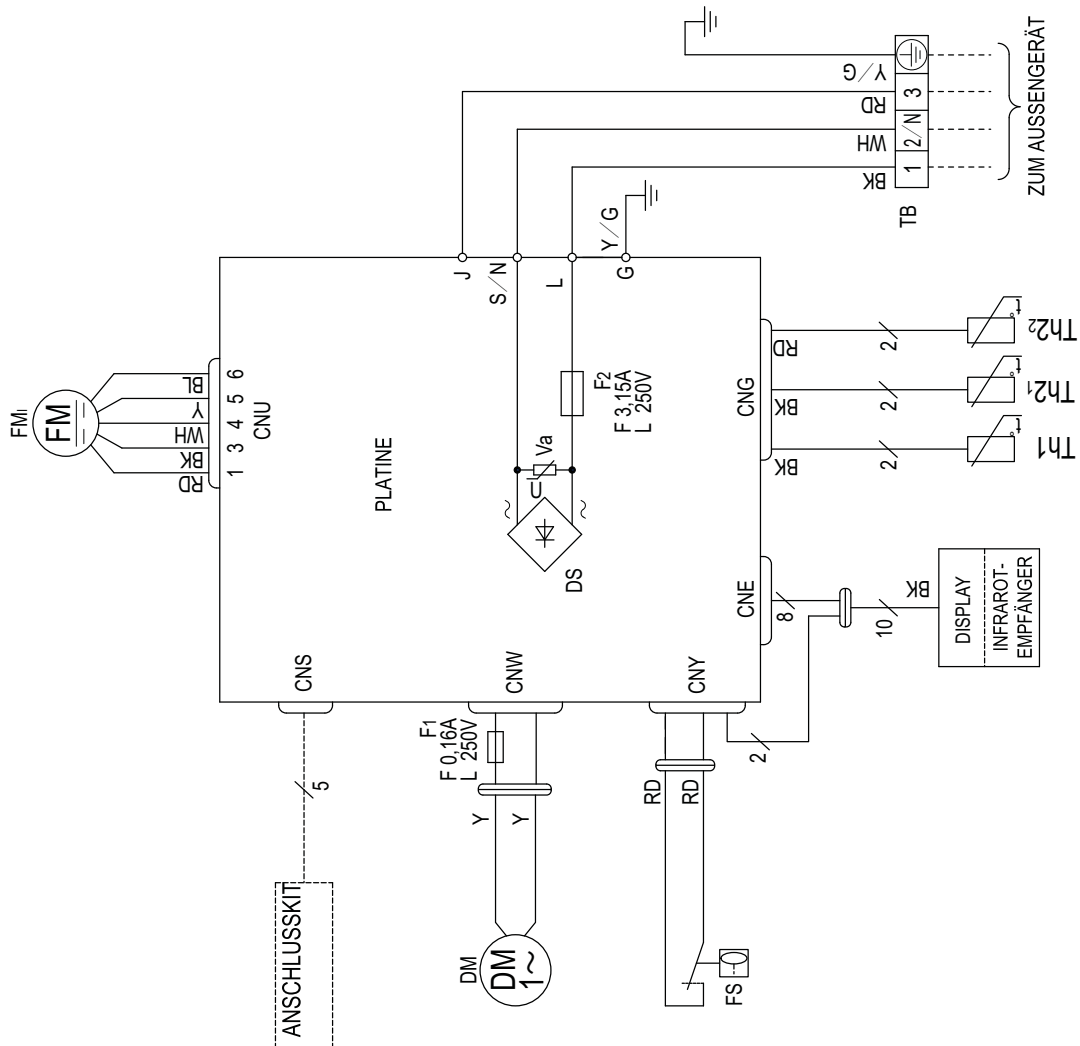 FMI
FM
RD
BK
WH
Y
BL
1 3 4 5 6
CNU
Y/G
RD
WH
BK
1
2/N
3
TB
ZUM AUSSENGERÄT
PLATINE
J
S/N
L
G
Y/G
F2
F 3,15A
L 250V
Va
U
~
~
DS
CNS
CNW
CNY
CNE
CNG
5
ANSCHLUSSKIT
F1
F 0,16A
L 250V
Y
Y
DM
DM
1~
RD
RD
FS
2
8
10
BK
DISPLAY
INFRAROT-
EMPFÄNGER
BK
BK
RD
2
2
2
t°
t°
t°
Th1
Th21
Th22